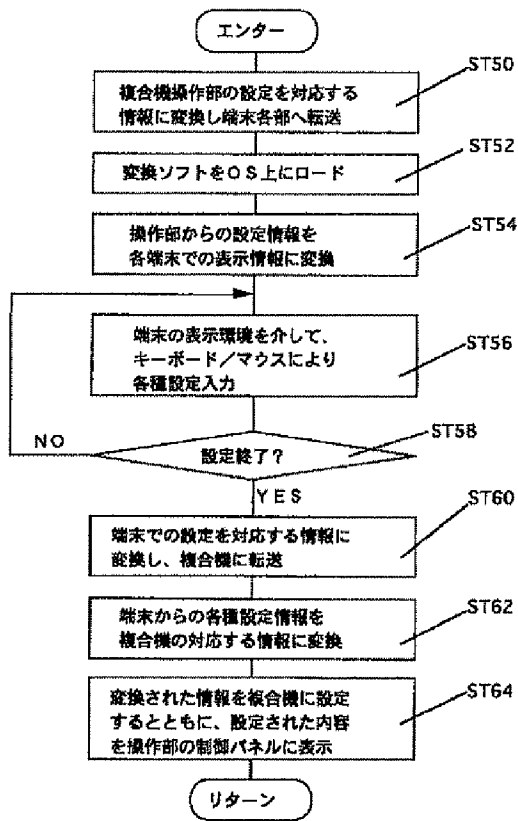 エンター
ST50
複合機操作部の設定を対応する
情報に変換し端末各部へ転送
ST52
変換ソフトをOS上にロード
ST54
操作部からの設定情報を
各端末での表示情報に変換
端末の表示環境を介して、
キーボード／マウスにより
各種設定入力
ST56
ST58
NO
設定終了？
YES
ST60
端末での設定を対応する情報に
変換し、複合機に転送
ST62
端末からの各種設定情報を
複合機の対応する情報に変換
ST64
変換された情報を複合機に設定
するとともに、設定された内容
を操作部の制御パネルに表示
リターン